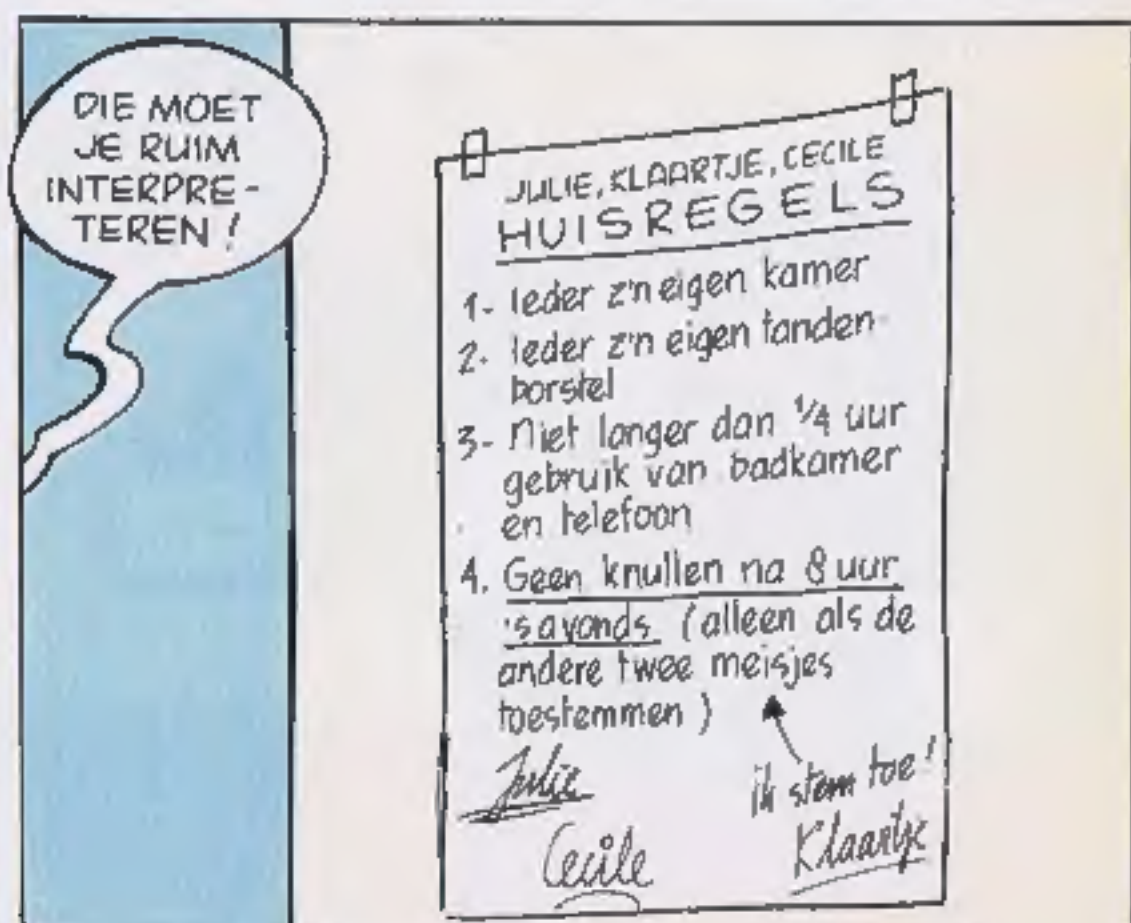 DIE MOET
JE RUIM
INTERPRE-
TEREN!
JULIE, KLAARTJE, CECILE
HUISREGELS
1- Ieder z'n eigen kamer
2- Ieder z'n eigen tanden-
borstel
3- Niet langer dan 1/4 uur
gebruik van badkamer
en telefoon
4. Geen knullen na 8 uur
's avonds (alleen als de
andere twee meisjes
toestemmen)
ik stem toe!
Julie
Cecile
Klaartje